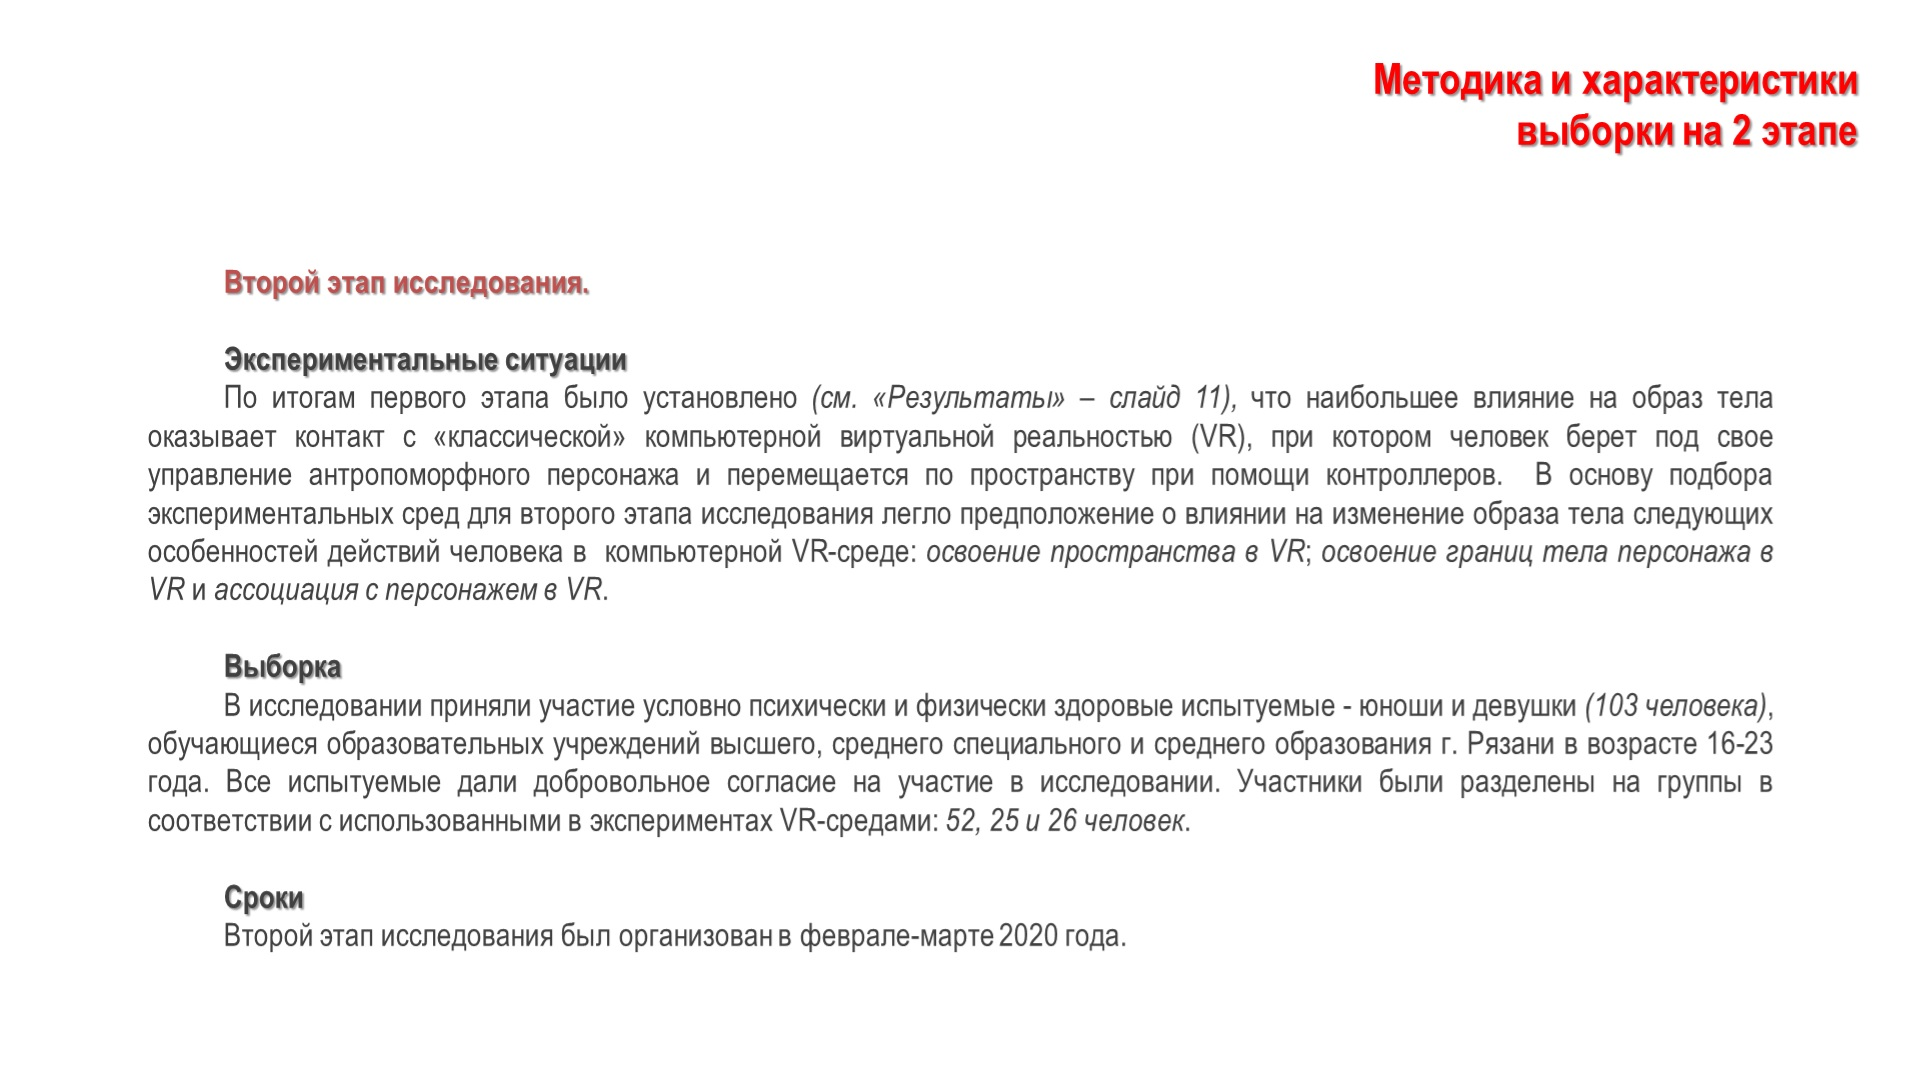 Методика и характеристики
выборки на 2 этапе
Второй этап исследования.
Экспериментальные ситуации
По итогам первого этапа было установлено (см. «Результаты» – слайд 11), что наибольшее влияние на образ тела
оказывает контакт с «классической» компьютерной виртуальной реальностью (VR), при котором человек берет под свое
управление антропоморфного персонажа и перемещается по пространству при помощи контроллеров. В основу подбора
экспериментальных сред для второго этапа исследования легло предположение о влиянии на изменение образа тела следующих
особенностей действий человека в компьютерной VR-среде: освоение пространства в VR; освоение границ тела персонажа в
VR и ассоциация с персонажем в VR.
Выборка
В исследовании приняли участие условно психически и физически здоровые испытуемые - юноши и девушки (103 человека),
обучающиеся образовательных учреждений высшего, среднего специального и среднего образования г. Рязани в возрасте 16-23
года. Все испытуемые дали добровольное согласие на участие в исследовании. Участники были разделены на группы в
соответствии с использованными в экспериментах VR-средами: 52, 25 и 26 человек.
Сроки
Второй этап исследования был организован в феврале-марте 2020 года.